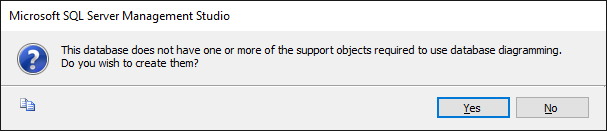 Microsoft SQL Server Management Studio
This database does not have one or more of the support objects required to use database diagramming.
Do you wish to create them?
Yes
No